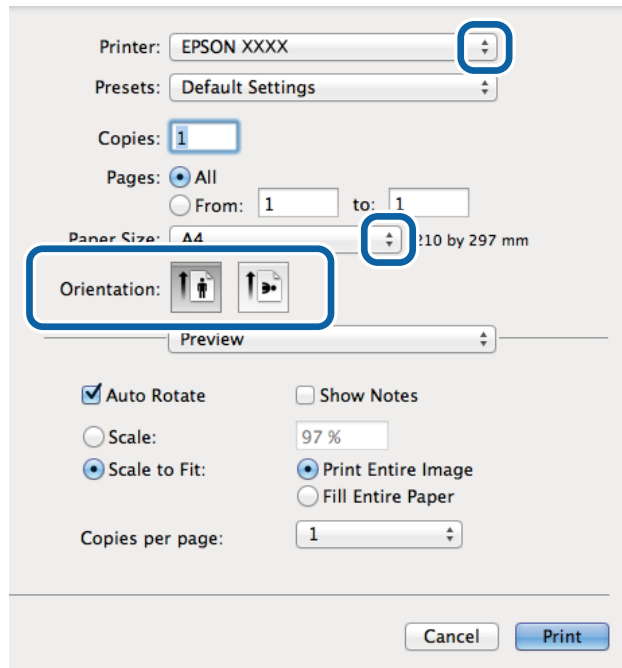 Printer: EPSON XXXX
Presets: Default Settings
Copies: 1
Pages: All
From: 1 to: 1
Paper Size: A4 210 by 297 mm
Orientation:
Preview
Auto Rotate Show Notes
Scale: 97 %
Scale to Fit: Print Entire Image
Fill Entire Paper
Copies per page: 1
Cancel Print